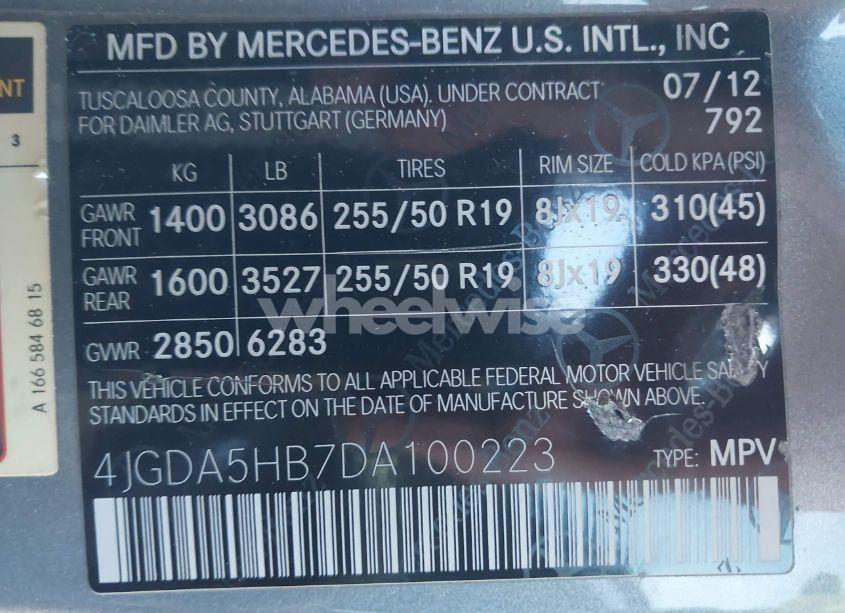 MFD BY MERCEDES-BENZ U.S. INTL., INC
TUSCALOOSA COUNTY, ALABAMA (USA). UNDER CONTRACT 07/12
FOR DAIMLER AG, STUTTGART (GERMANY) 792
KG LB TIRES RIM SIZE COLD KPA (PSI)
GAWR FRONT 1400 3086 255/50 R19 8Jx19 310(45)
GAWR REAR 1600 3527 255/50 R19 8Jx19 330(48)
wheelwise
GVWR 2850 6283
THIS VEHICLE CONFORMS TO ALL APPLICABLE FEDERAL MOTOR VEHICLE SAFETY
STANDARDS IN EFFECT ON THE DATE OF MANUFACTURE SHOWN ABOVE.
4JGDA5HB7DA100223 TYPE: MPV
A 166 584 68 15
3
NT
Mercedes-Benz